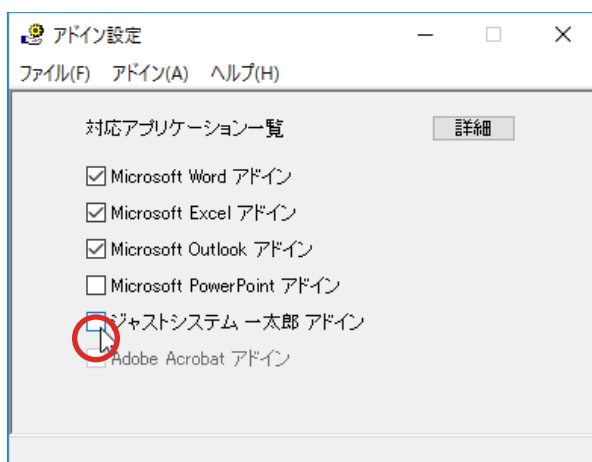 アドイン設定
ファイル(F) アドイン(A) ヘルプ(H)
対応アプリケーション一覧 詳細
Microsoft Word アドイン
Microsoft Excel アドイン
Microsoft Outlook アドイン
Microsoft PowerPoint アドイン
ジャストシステム 一太郎 アドイン
Adobe Acrobat アドイン